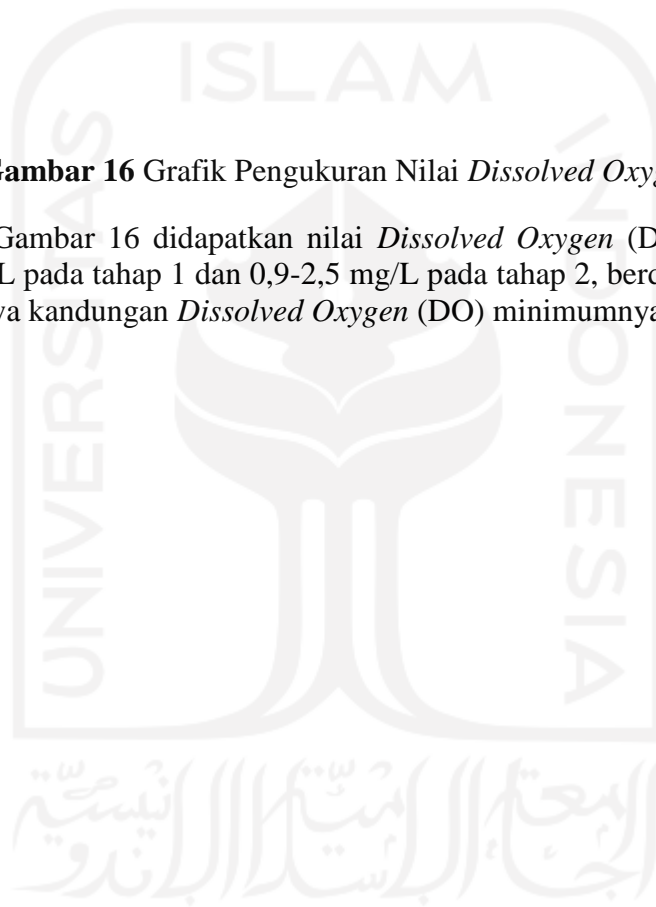 ISLAM
UNIVERSITAS
INDONESIA
Gambar 16 Grafik Pengukuran Nilai Dissolved Oxyg
Gambar 16 didapatkan nilai Dissolved Oxygen (D
L pada tahap 1 dan 0,9-2,5 mg/L pada tahap 2, berd
ya kandungan Dissolved Oxygen (DO) minimumnya